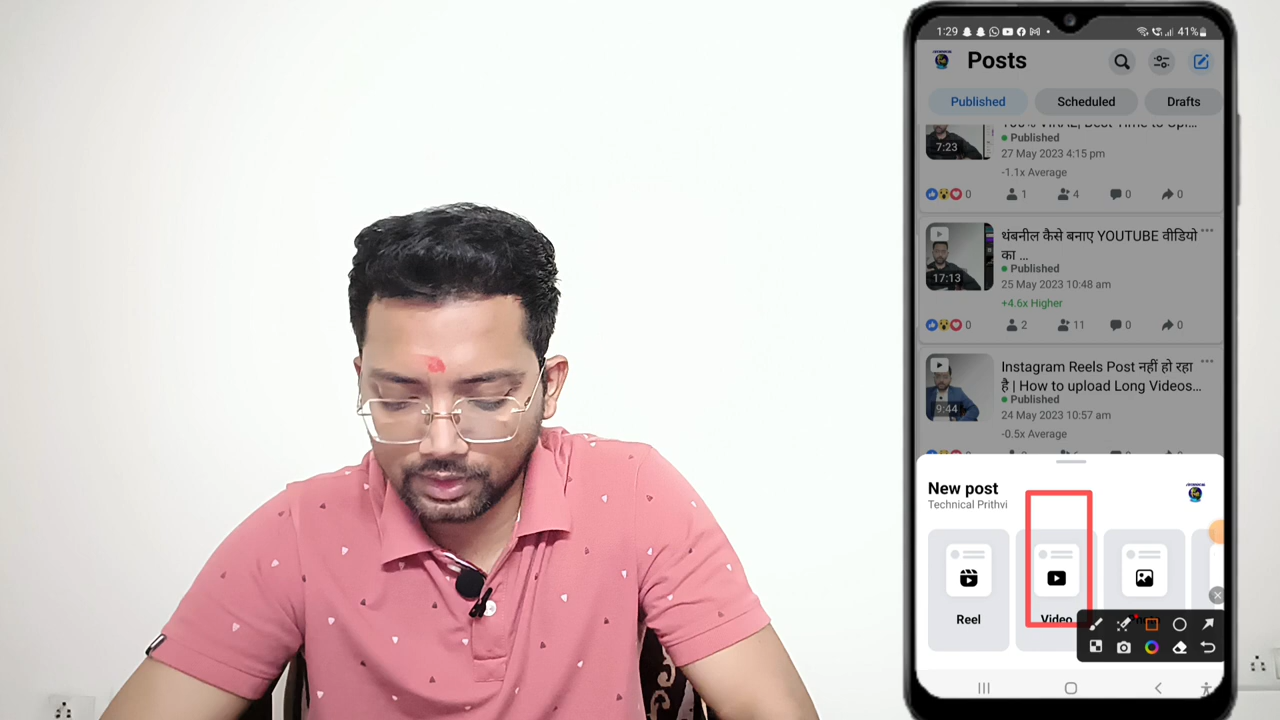 1:29
41%
Posts
Published
Scheduled
Drafts
7:23
Published
27 May 2023 4:15 pm
-1.1x Average
0
1
4
0
0
थंबनील कैसे बनाए YOUTUBE वीडियो
का ...
17:13
Published
25 May 2023 10:48 am
+4.6x Higher
0
2
11
0
0
Instagram Reels Post नहीं हो रहा
है | How to upload Long Videos...
9:44
Published
24 May 2023 10:57 am
-0.5x Average
New post
Technical Prithvi
Reel
Video